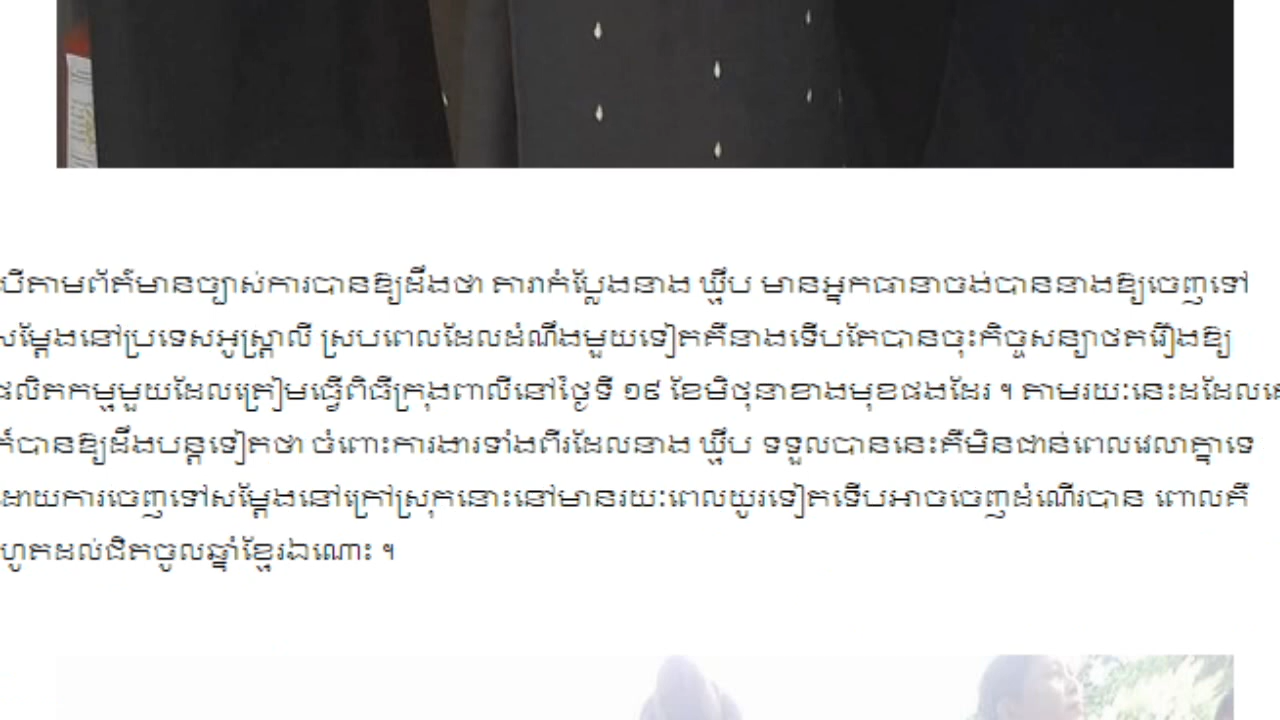 បើតាមព័ត៌មានច្បាស់ការបានឱ្យដឹងថា តារាកំប្លែងនាង ឃ្មឹប មានអ្នកធានាចង់បាននាងឱ្យចេញទៅ
សម្ដែងនៅប្រទេសអូស្ត្រាលី ស្របពេលដែលដំណឹងមួយទៀតគឺនាងទើបតែបានចុះកិច្ចសន្យាថតរឿងឱ្យ
ផលិតកម្មមួយដែលត្រៀមធ្វើពិធីក្រុងពាលីនៅថ្ងៃទី ១៩ ខែមិថុនាខាងមុខផងដែរ ។ តាមរយៈនេះដដែល
ក៏បានឱ្យដឹងបន្តទៀតថា ចំពោះការងារទាំងពីរដែលនាង ឃ្មឹប ទទួលបាននេះគឺមិនជាន់ពេលវេលាគ្នាទេ
ដោយការចេញទៅសម្ដែងនៅក្រៅស្រុកនោះនៅមានរយៈពេលយូរទៀតទើបអាចចេញដំណើរបាន ពោលគឺ
ហូតដល់ជិតចូលឆ្នាំខ្មែរឯណោះ ។